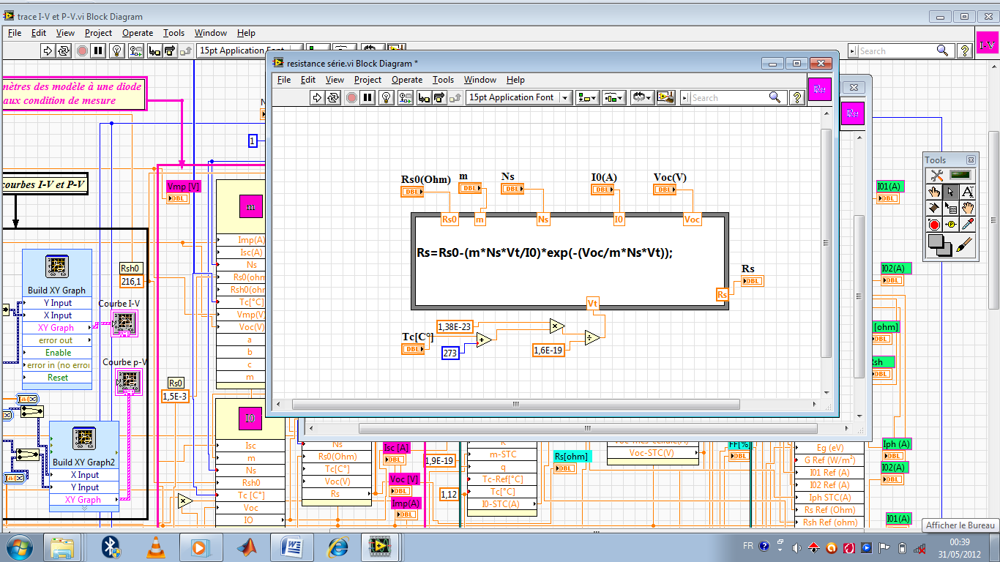 trace I-V et P-V.vi Block Diagram
File Edit View Project Operate Tools Window Help
15pt Application Font
Search
I-V
resistance série.vi Block Diagram *
File Edit View Project Operate Tools Window Help
15pt Application Font
Search
Rs
Rs
mètres des modèle à une diode
aux condition de mesure
1
courbes I-V et P-V
Vmp [V]
DBL
m
Imp(A)
Isc(A)
Ns
Rs0(ohm
Rsh0(ohm
Tc[°C]
Vmp(V)
Voc(V)
a
b
c
m
Rsh0
216,1
Build XY Graph
Y Input
X Input
XY Graph
error out
Enable
error in (no error
Reset
Courbe I-V
Courbe p-V
Rs0
1,5E-3
Build XY Graph2
X Input
Y Input
XY Graph
I0
Isc
m
Ns
Rsh0
Tc [°C]
Voc
IO
Rs0(Ohm)
m
Ns
I0(A)
Voc(V)
DBL DBL DBL DBL DBL
Rs0 m Ns I0 Voc
Rs=Rs0-(m*Ns*Vt/I0)*exp(-(Voc/m*Ns*Vt));
Rs
DBL
Rs
Vt
1,38E-23
Tc[C°]
DBL
273
1,6E-19
Ns
Rs0(Ohm)
Tc[°C]
Voc(V)
Rs
Isc [A]
DBL
Voc [V]
DBL
Imp(A)
DBL
1,9E-19
1,12
m-STC
q
Tc-Ref[°C]
Tc[°C]
I0-STC(A)
Rs[ohm]
DBL
Voc-STC(V)
FF[%]
DBL
Eg (eV)
G Ref (W/m²)
I01 Ref (A)
I02 Ref (A)
Iph STC(A)
Rs Ref (Ohm)
Rsh Ref (ohm)
Tools
I01(A)
DBL
I02(A)
DBL
[ohm]
DBL
Rsh
DBL
Iph (A)
DBL
I02(A)
DBL
I01(A)
Afficher le Bureau
FR
00:39
31/05/2012